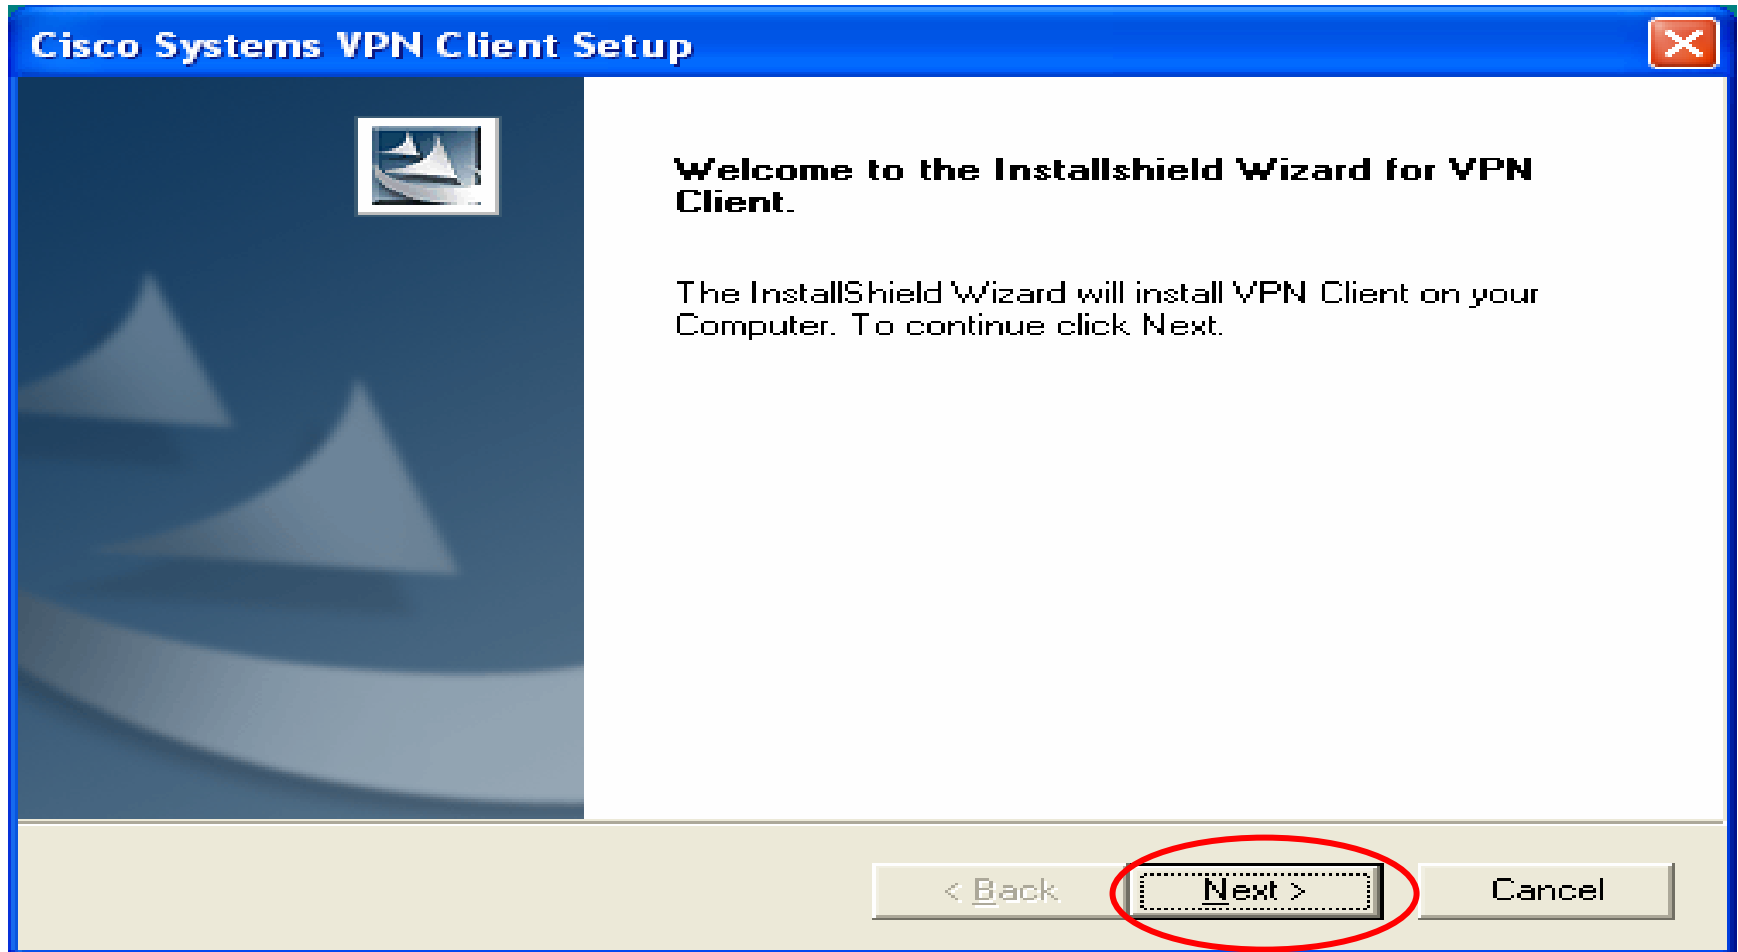 Cisco Systems VPN Client Setup
Welcome to the Installshield Wizard for VPN
Client.
The InstallShield Wizard will install VPN Client on your
Computer. To continue click Next.
< Back
Next >
Cancel